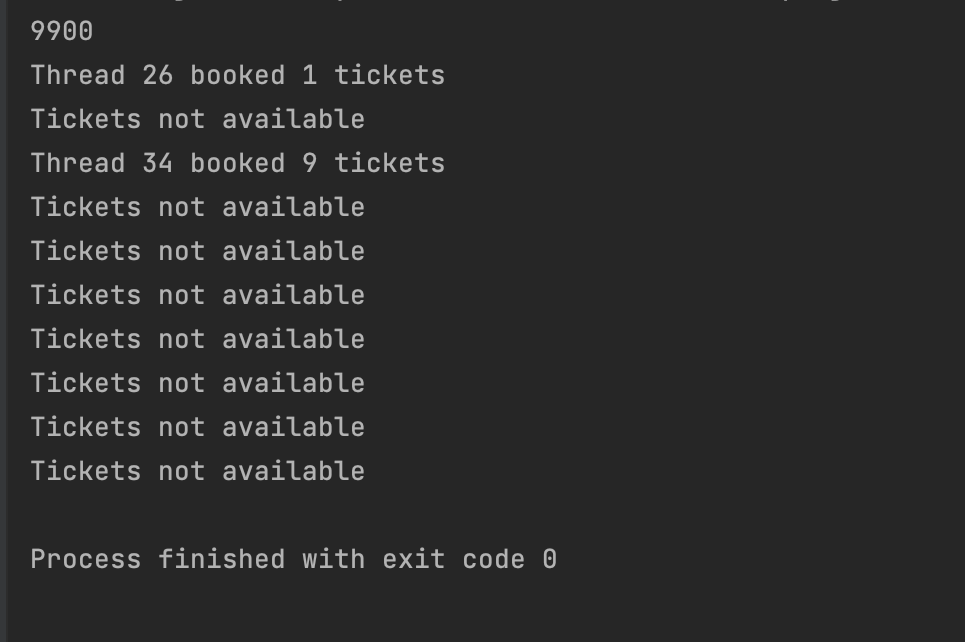 9900
Thread 26 booked 1 tickets
Tickets not available
Thread 34 booked 9 tickets
Tickets not available
Tickets not available
Tickets not available
Tickets not available
Tickets not available
Tickets not available
Tickets not available
Process finished with exit code 0